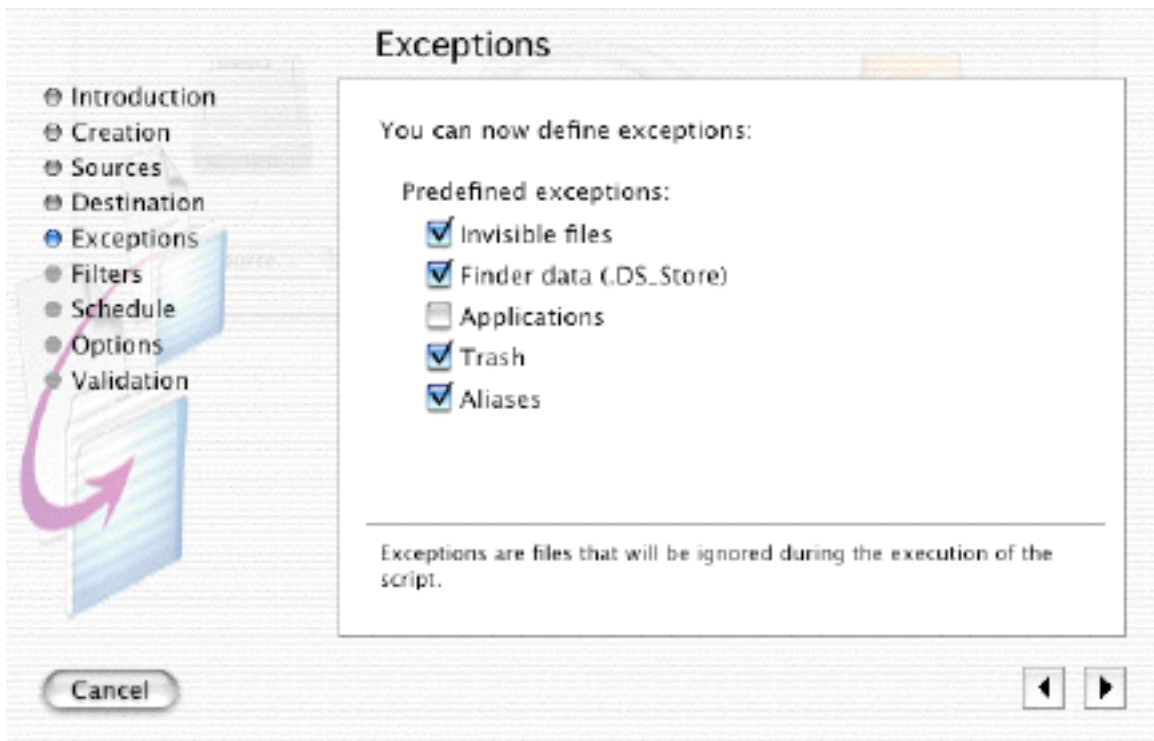 Exceptions
Introduction
Creation
Sources
Destination
Exceptions
Filters
Schedule
Options
Validation
You can now define exceptions:
Predefined exceptions:
Invisible files
Finder data (.DS_Store)
Applications
Trash
Aliases
Exceptions are files that will be ignored during the execution of the
script.
Cancel